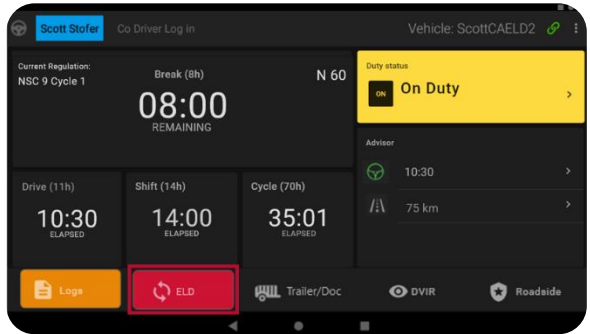 Scott Stofer
Co Driver Log in
Vehicle: ScottCAELD2
Current Regulation:
NSC 9 Cycle 1
Break (8h)
N 60
08:00
REMAINING
Duty status
ON
On Duty
Advisor
10:30
75 km
Drive (11h)
10:30
ELAPSED
Shift (14h)
14:00
ELAPSED
Cycle (70h)
35:01
ELAPSED
Logs
ELD
Trailer/Doc
DVIR
Roadside